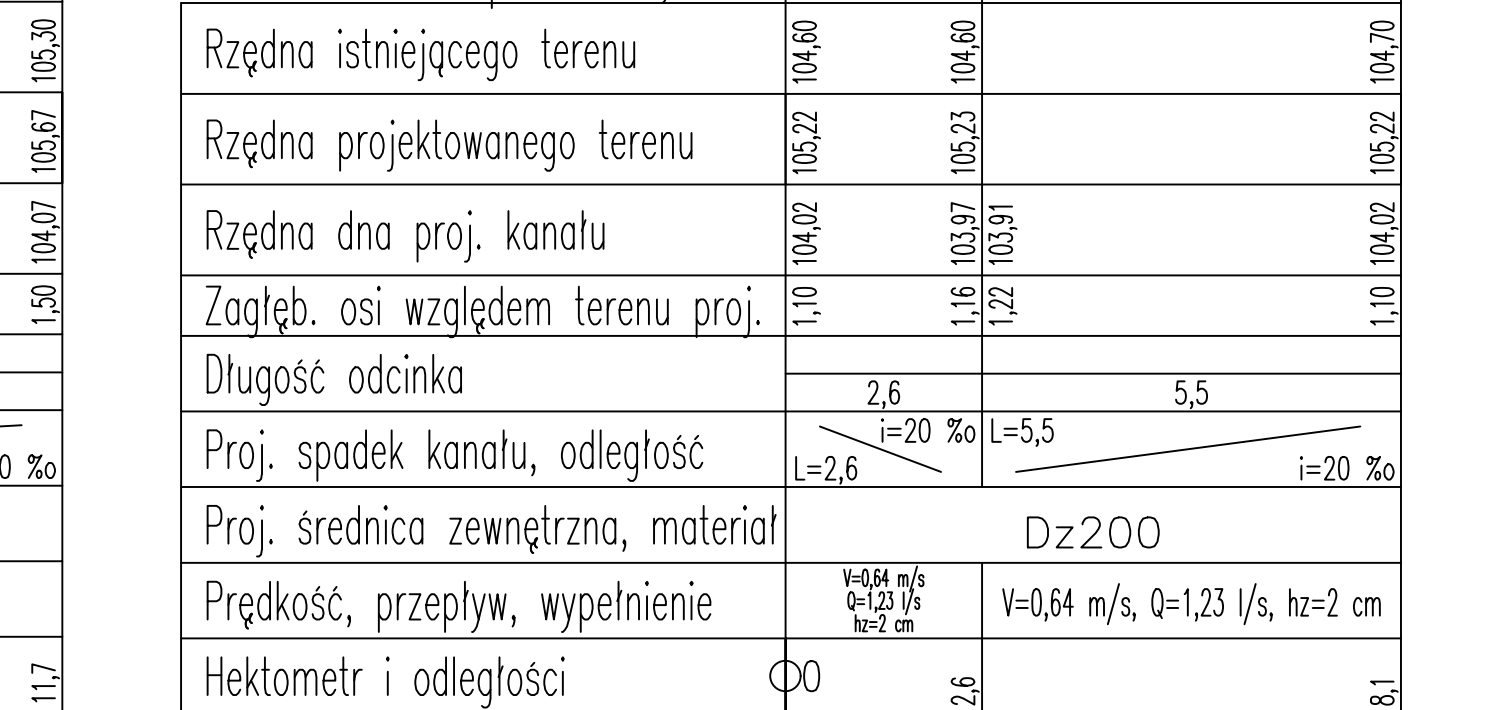 105,30
105,67
104,07
1,50
0 ‰
11,7
Rzędna istniejącego terenu 104,60 104,60 104,70
Rzędna projektowanego terenu 105,22 105,23 105,22
Rzędna dna proj. kanału 104,02 103,97 103,91 104,02
Zagłęb. osi względem terenu proj. 1,10 1,16 1,22 1,10
Długość odcinka 2,6 5,5
Proj. spadek kanału, odległość i=20 ‰ L=2,6 L=5,5 i=20 ‰
Proj. średnica zewnętrzna, materiał Dz200
Prędkość, przepływ, wypełnienie
V=0,64 m/s
Q=1,23 l/s
hz=2 cm
V=0,64 m/s, Q=1,23 l/s, hz=2 cm
Hektometr i odległości 0 2,6 8,1